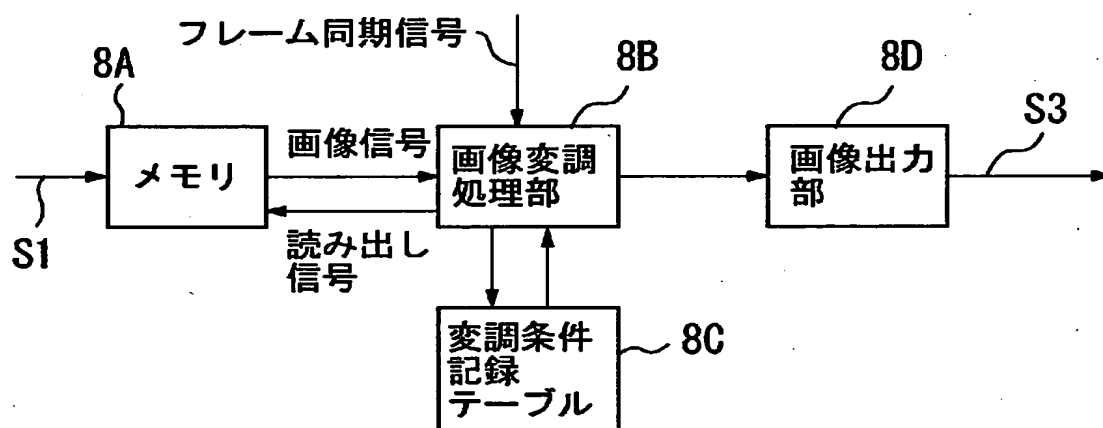 フレーム同期信号
8A
8B
8D
S3
メモリ
画像信号
画像変調
処理部
画像出力
部
S1
読み出し
信号
変調条件
記録
テーブル
8C